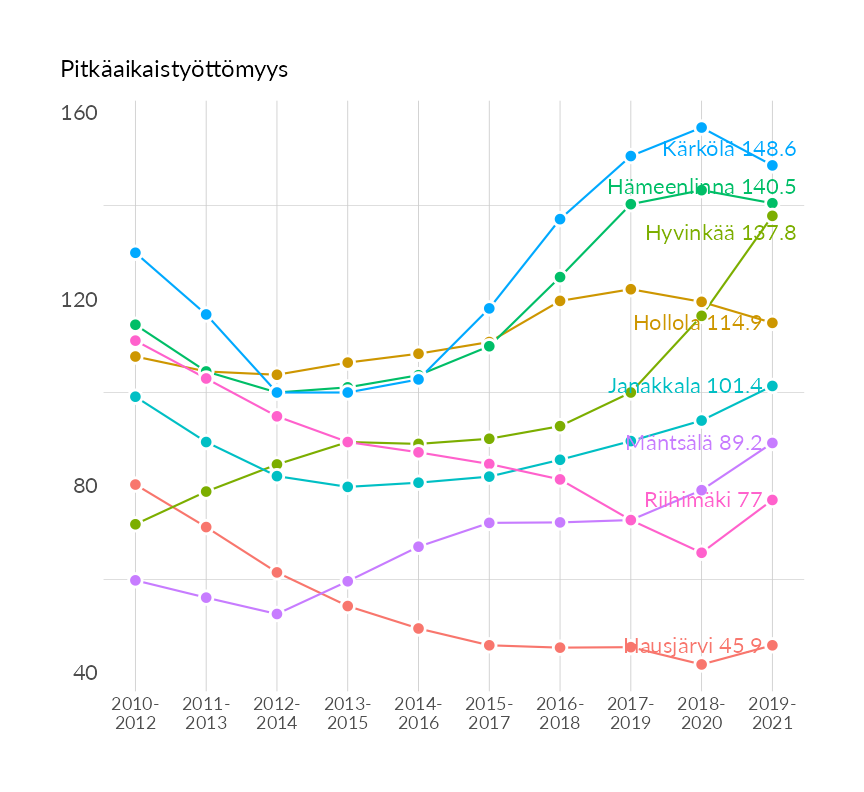 Pitkäaikaistyöttömyys
160
Kärkölä 148.6
Hämeenlinna 140.5
Hyvinkää 137.8
120
Hollola 114.9
Janakkala 101.4
Mäntsälä 89.2
80
Riihimäki 77
Hausjärvi 45.9
40
2010- 2011- 2012- 2013- 2014- 2015- 2016- 2017- 2018- 2019-
2012 2013 2014 2015 2016 2017 2018 2019 2020 2021